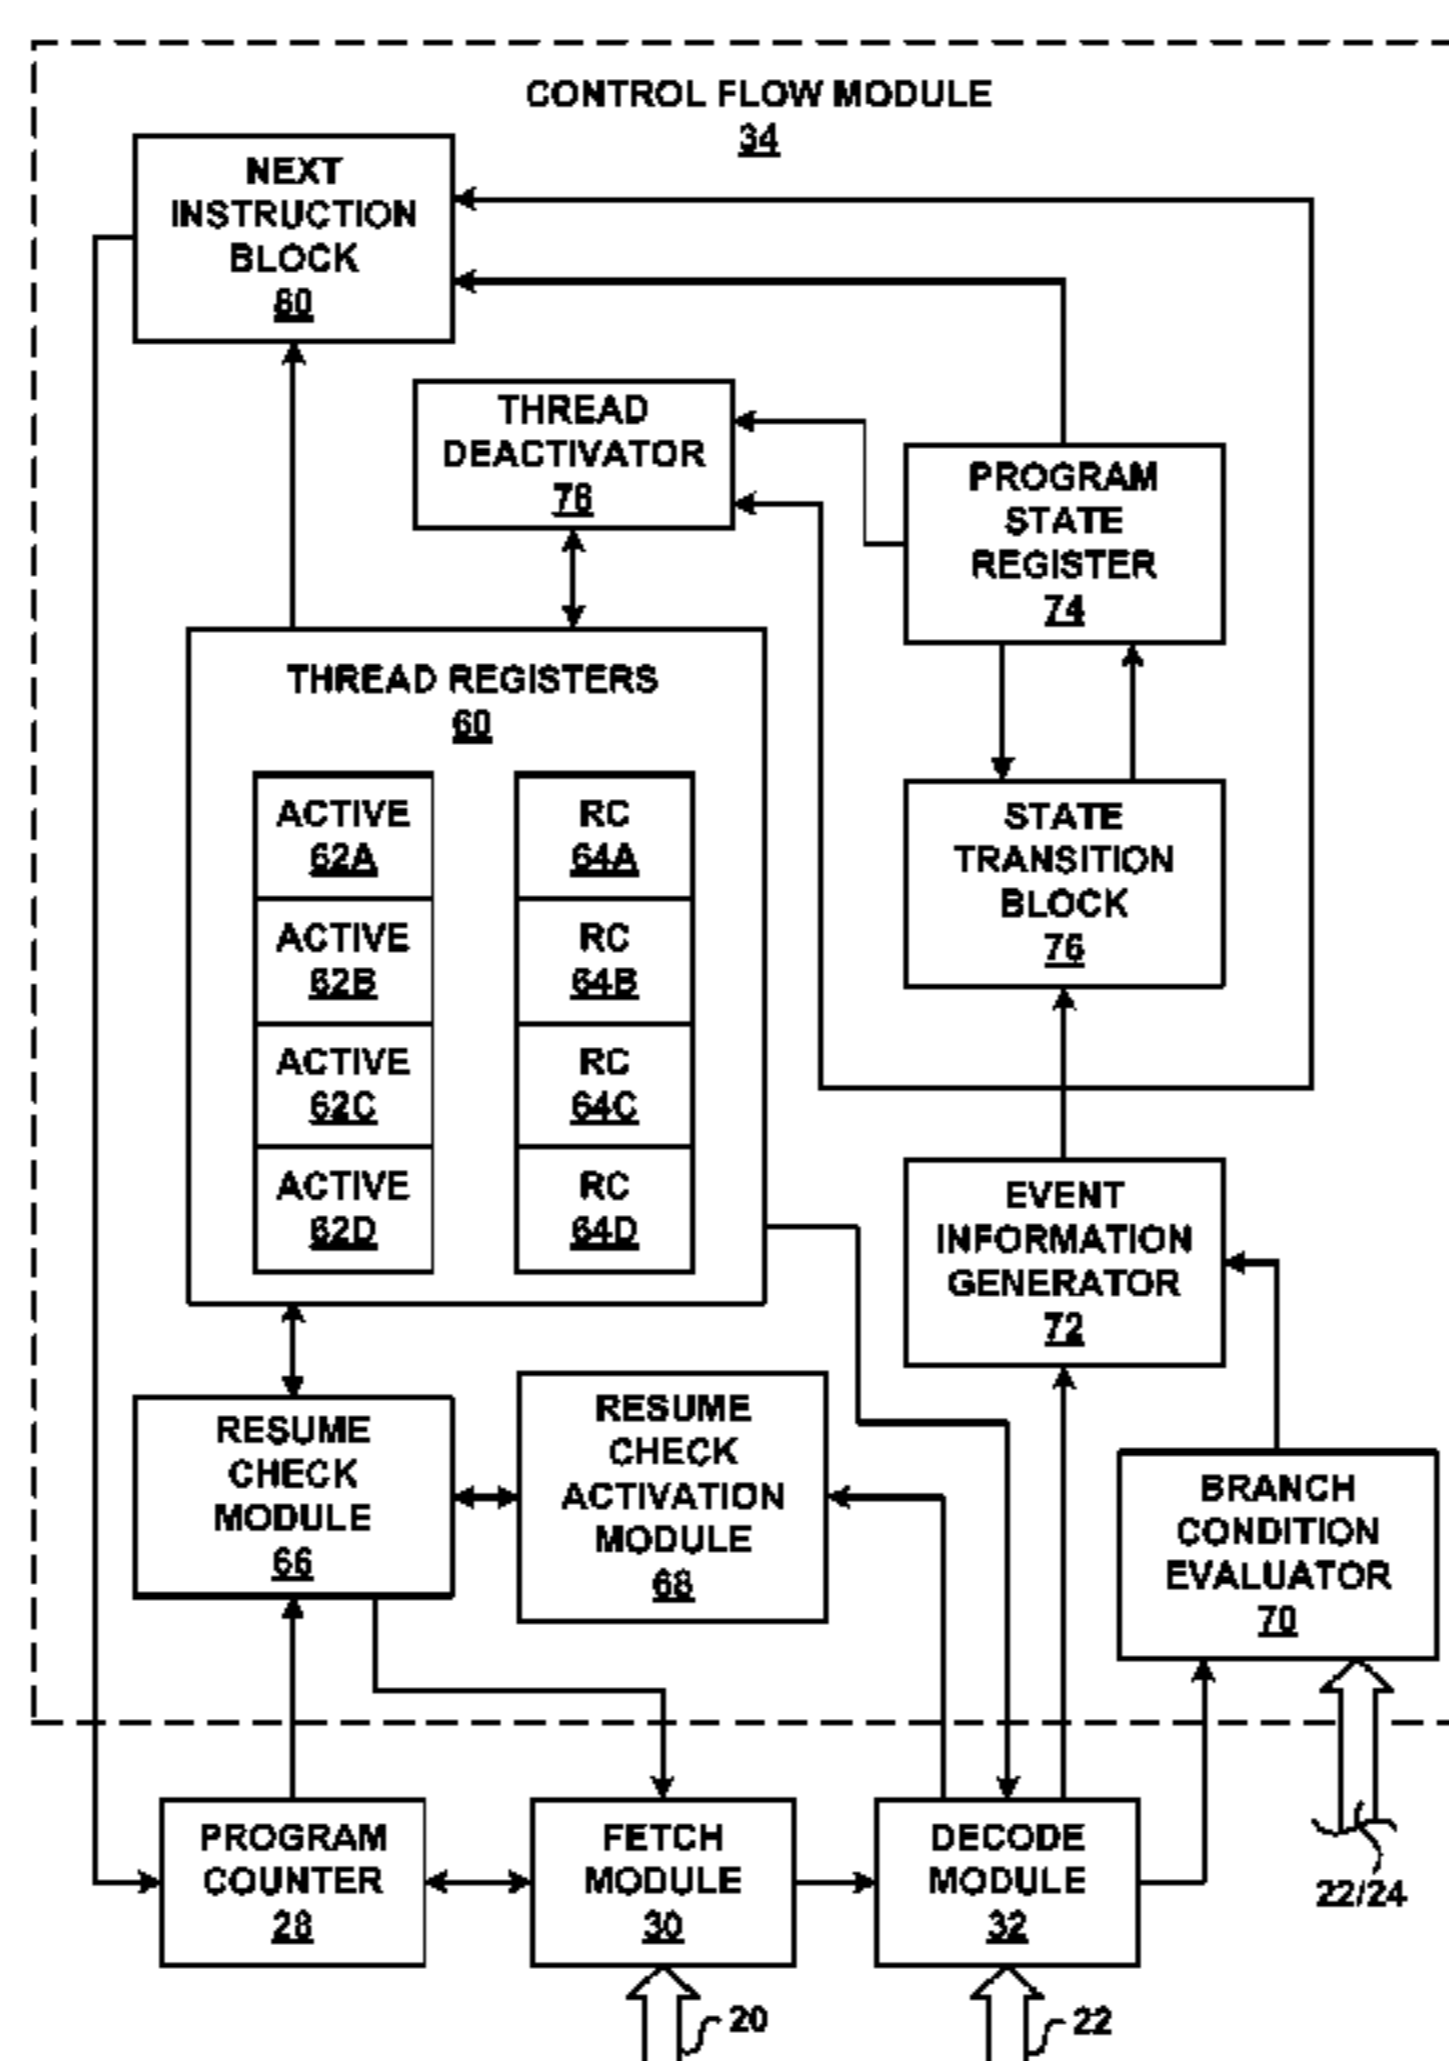 CONTROL FLOW MODULE
34
NEXT
INSTRUCTION
BLOCK
80
THREAD
DEACTIVATOR
78
PROGRAM
STATE
REGISTER
74
THREAD REGISTERS
60
ACTIVE
62A
RC
64A
ACTIVE
62B
RC
64B
ACTIVE
62C
RC
64C
ACTIVE
62D
RC
64D
STATE
TRANSITION
BLOCK
76
EVENT
INFORMATION
GENERATOR
72
RESUME
CHECK
MODULE
66
RESUME
CHECK
ACTIVATION
MODULE
68
BRANCH
CONDITION
EVALUATOR
70
PROGRAM
COUNTER
28
FETCH
MODULE
30
DECODE
MODULE
32
22/24
20
22